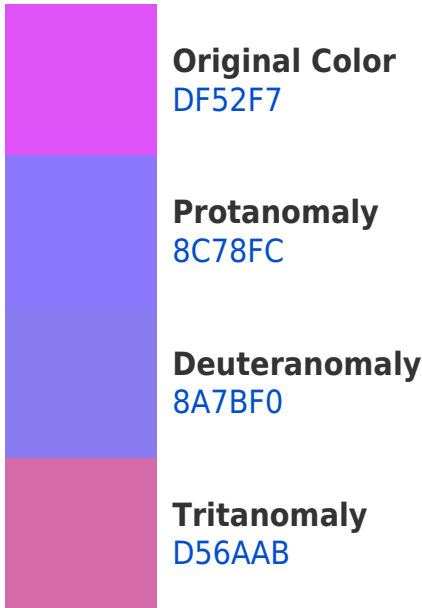 Original Color
DF52F7
Protanomaly
8C78FC
Deuteranomaly
8A7BF0
Tritanomaly
D56AAB